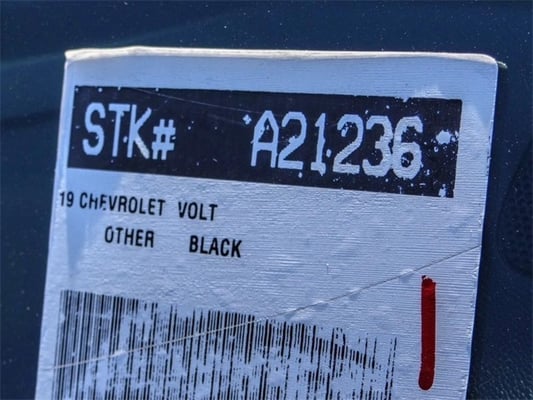 STK# A21236
19 CHEVROLET VOLT
OTHER BLACK